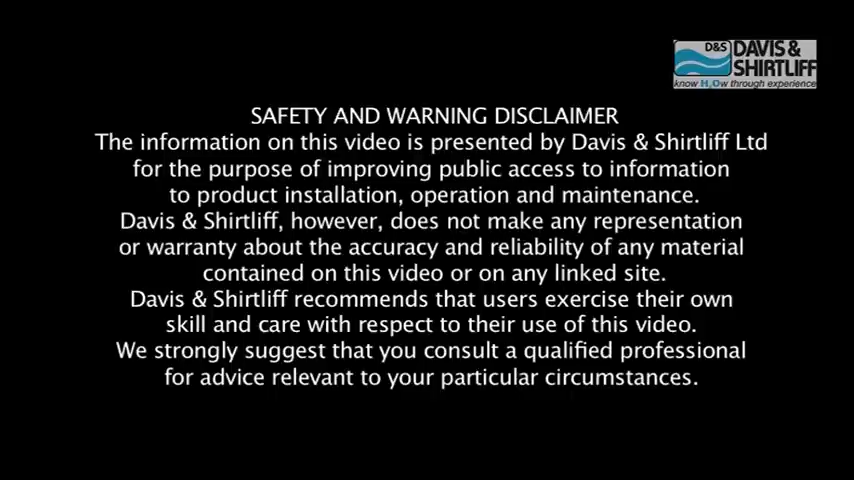 D&S DAVIS &
SHIRTLIFF
know H₂Ow through experience
SAFETY AND WARNING DISCLAIMER
The information on this video is presented by Davis & Shirtliff Ltd
for the purpose of improving public access to information
to product installation, operation and maintenance.
Davis & Shirtliff, however, does not make any representation
or warranty about the accuracy and reliability of any material
contained on this video or on any linked site.
Davis & Shirtliff recommends that users exercise their own
skill and care with respect to their use of this video.
We strongly suggest that you consult a qualified professional
for advice relevant to your particular circumstances.